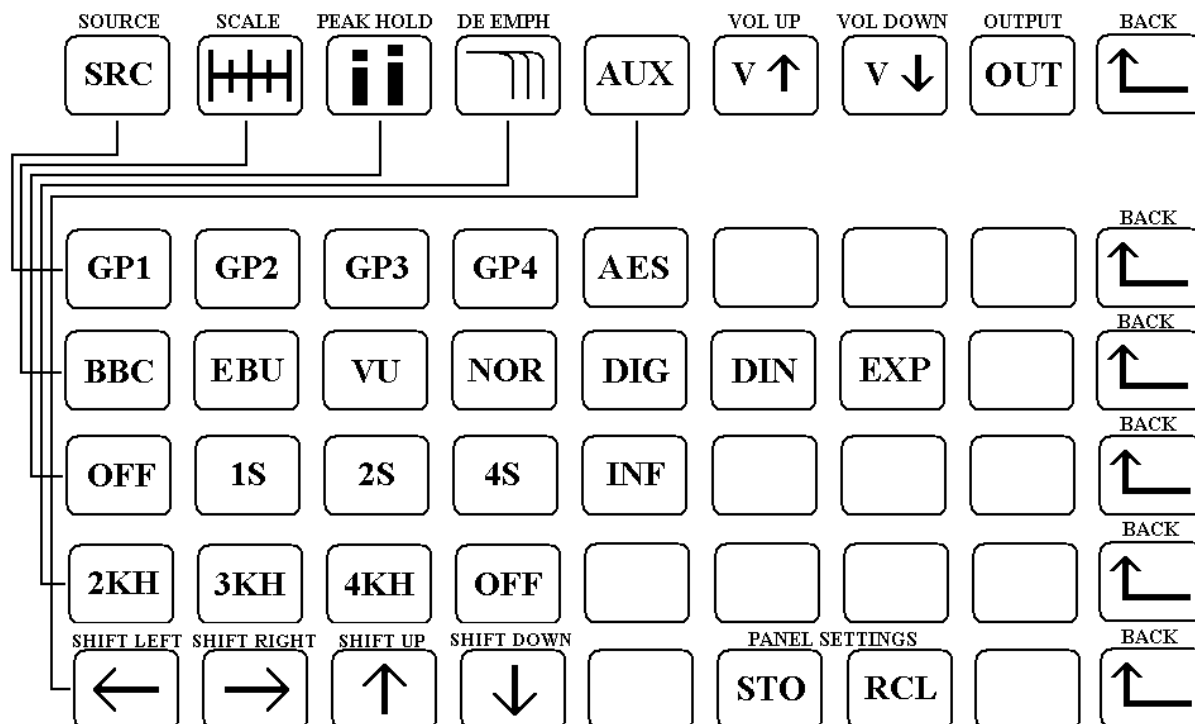 SOURCE SCALE PEAK HOLD DE EMPH VOL UP VOL DOWN OUTPUT BACK
SRC AUX V ↑ V ↓ OUT
BACK
GP1 GP2 GP3 GP4 AES
BACK
BBC EBU VU NOR DIG DIN EXP
BACK
OFF 1S 2S 4S INF
BACK
2KH 3KH 4KH OFF
SHIFT LEFT SHIFT RIGHT SHIFT UP SHIFT DOWN PANEL SETTINGS BACK
← → ↑ ↓ STO RCL